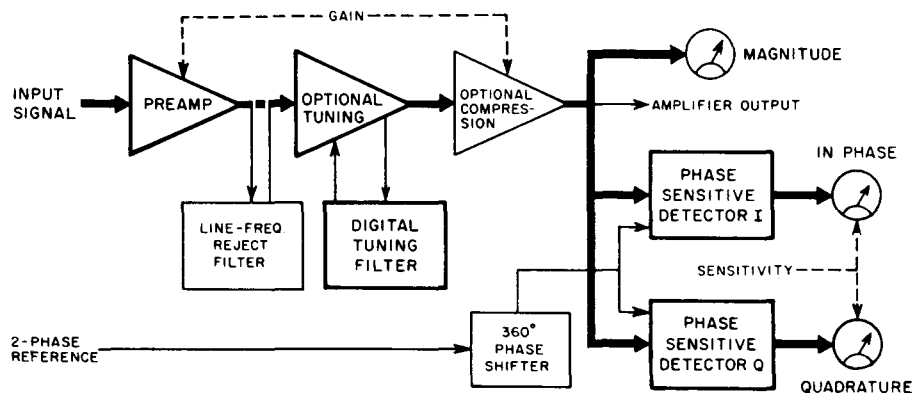 GAIN
INPUT
SIGNAL
PREAMP
OPTIONAL
TUNING
OPTIONAL
COMPRES-
SION
MAGNITUDE
AMPLIFIER OUTPUT
LINE-FREQ.
REJECT
FILTER
DIGITAL
TUNING
FILTER
PHASE
SENSITIVE
DETECTOR I
IN PHASE
SENSITIVITY
2-PHASE
REFERENCE
360°
PHASE
SHIFTER
PHASE
SENSITIVE
DETECTOR Q
QUADRATURE